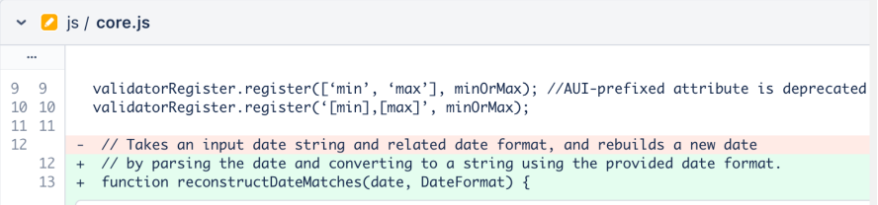 js / core.js
...
9 9 validatorRegister.register([‘min’, ‘max’], minOrMax); //AUI-prefixed attribute is deprecated
10 10 validatorRegister.register(‘[min],[max]’, minOrMax);
11 11
12 - // Takes an input date string and related date format, and rebuilds a new date
12 + // by parsing the date and converting to a string using the provided date format.
13 + function reconstructDateMatches(date, DateFormat) {